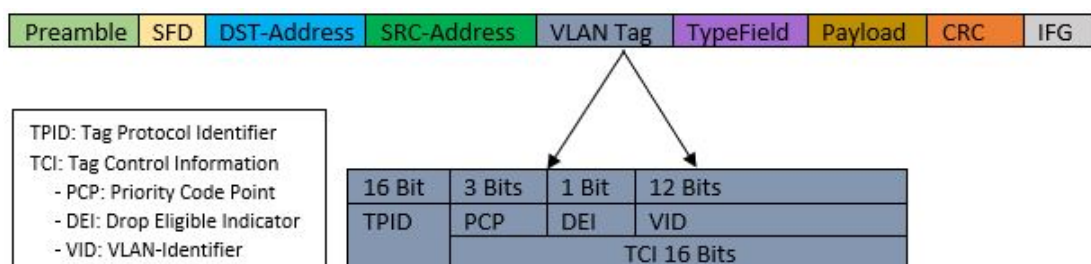 Preamble SFD DST-Address SRC-Address VLAN Tag TypeField Payload CRC IFG
TPID: Tag Protocol Identifier
TCI: Tag Control Information
- PCP: Priority Code Point
- DEI: Drop Eligible Indicator
- VID: VLAN-Identifier
16 Bit 3 Bits 1 Bit 12 Bits
TPID PCP DEI VID
TCI 16 Bits